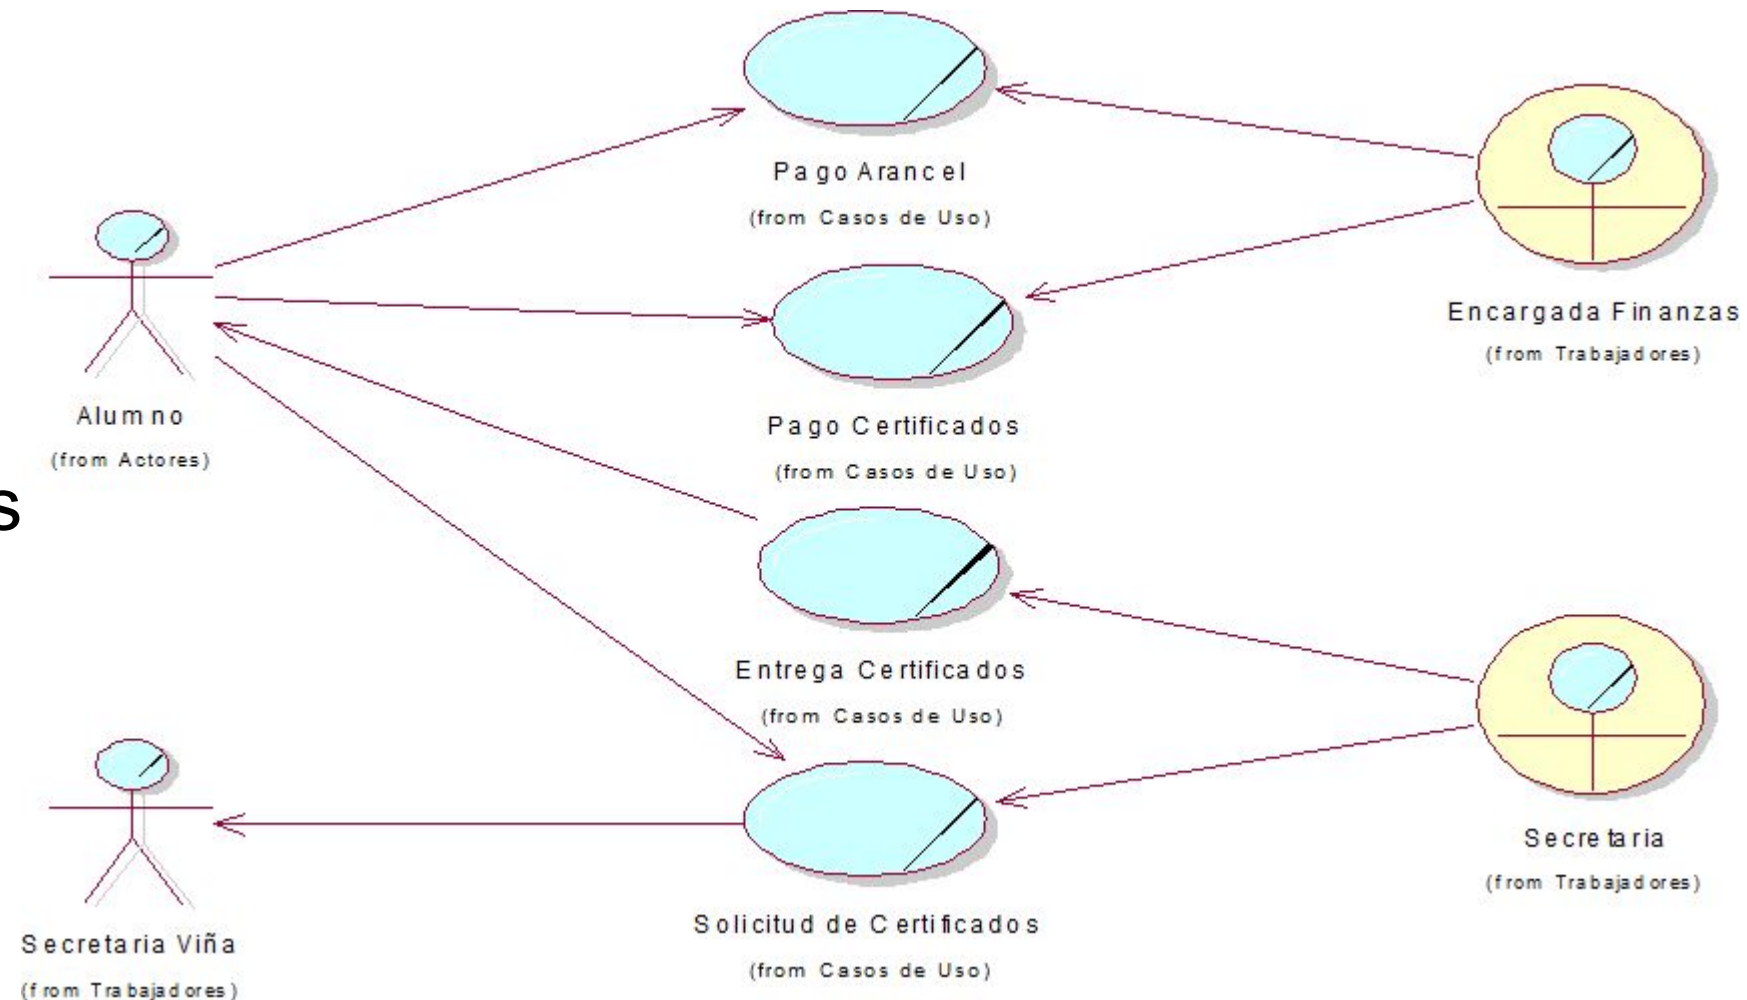 Pago Arancel
(from Casos de Uso)
Encargada Finanzas
(from Trabajadores)
Alumno
(from Actores)
Pago Certificados
(from Casos de Uso)
s
Entrega Certificados
(from Casos de Uso)
Secretaria
(from Trabajadores)
Secretaria Viña
(from Trabajadores)
Solicitud de Certificados
(from Casos de Uso)